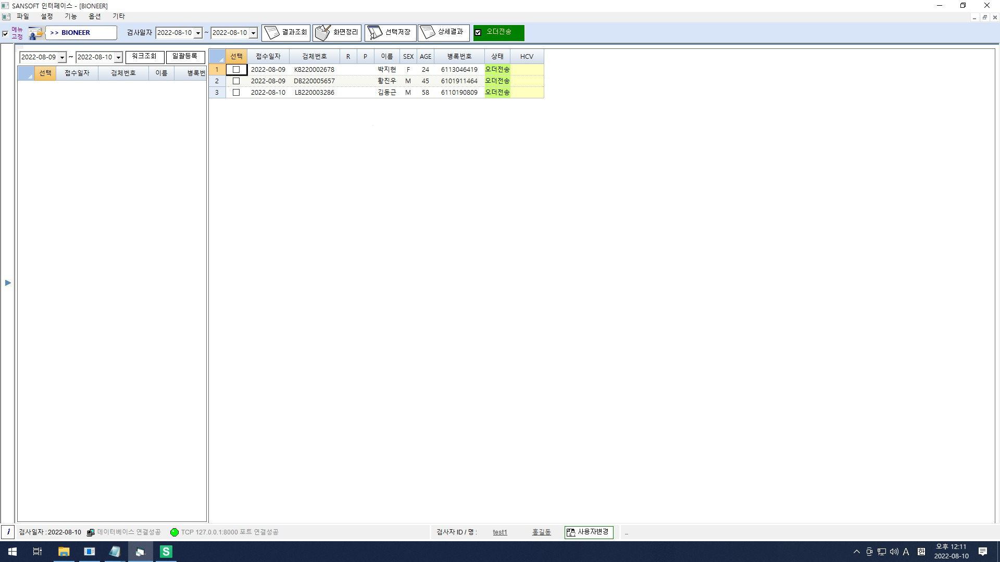 SANSOFT 인터페이스 - [BIONEER]
파일 설정 기능 옵션 기타
메뉴
고정
>> BIONEER 검사일자 2022-08-10 ~ 2022-08-10 결과조회 화면정리 선택저장 상세결과 오더전송
2022-08-09 ~ 2022-08-10 워크조회 일괄등록
선택 접수일자 검체번호 이름 병록번
선택 접수일자 검체번호 R P 이름 SEX AGE 병록번호 상태 HCV
1 2022-08-09 KB220002678 박지현 F 24 6113046419 오더전송
2 2022-08-09 DB220005657 황진우 M 45 6101911464 오더전송
3 2022-08-10 LB220003286 김동근 M 58 6110190809 오더전송
i 검사일자 : 2022-08-10 데이터베이스 연결성공 TCP 127.0.0.1:8000 포트 연결성공 검사자 ID / 명 : test1 홍길동 사용자변경 _
S A 한 오후 12:11
2022-08-10